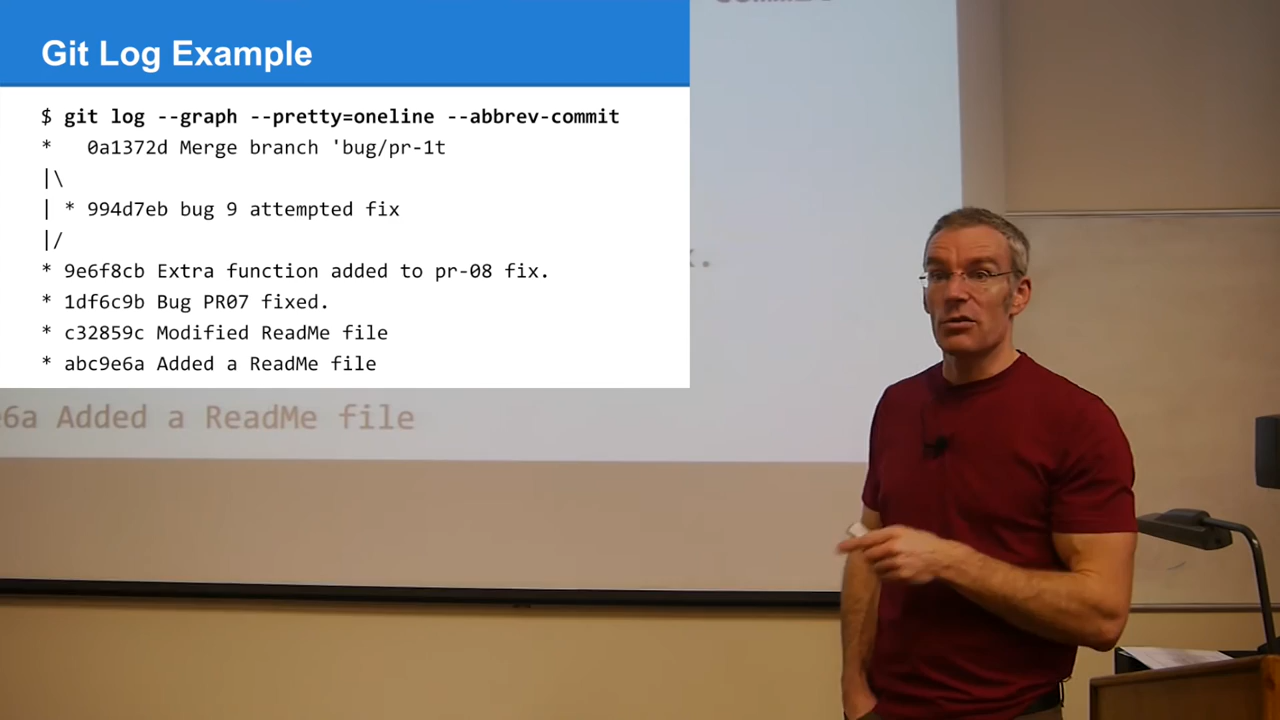 Git Log Example
$ git log --graph --pretty=oneline --abbrev-commit
*   0a1372d Merge branch 'bug/pr-1t
|\
| * 994d7eb bug 9 attempted fix
|/
* 9e6f8cb Extra function added to pr-08 fix.
* 1df6c9b Bug PR07 fixed.
* c32859c Modified ReadMe file
* abc9e6a Added a ReadMe file
e6a Added a ReadMe file
x.